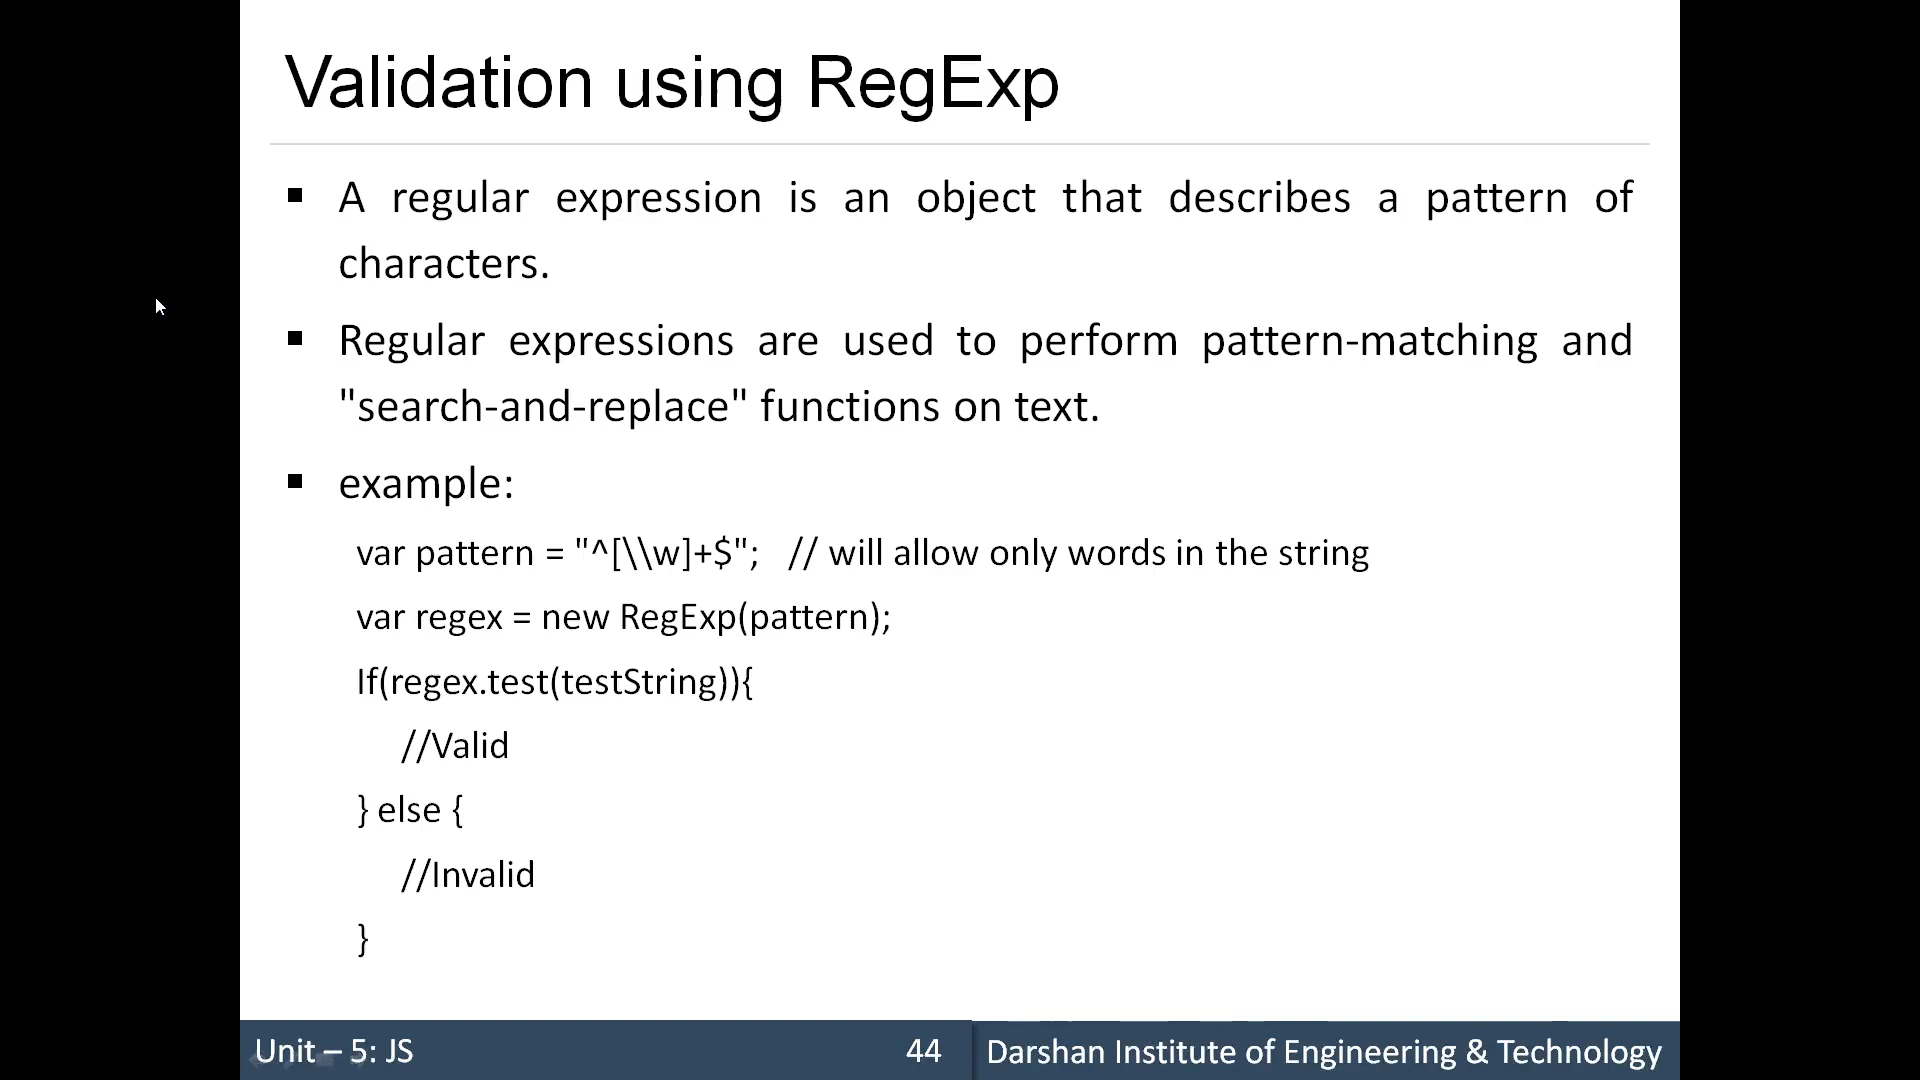 Validation using RegExp
A regular expression is an object that describes a pattern of
characters.
Regular expressions are used to perform pattern-matching and
"search-and-replace" functions on text.
example:
var pattern = "^[\\w]+$"; // will allow only words in the string
var regex = new RegExp(pattern);
If(regex.test(testString)){
//Valid
} else {
//Invalid
}
Unit – 5: JS
44
Darshan Institute of Engineering & Technology